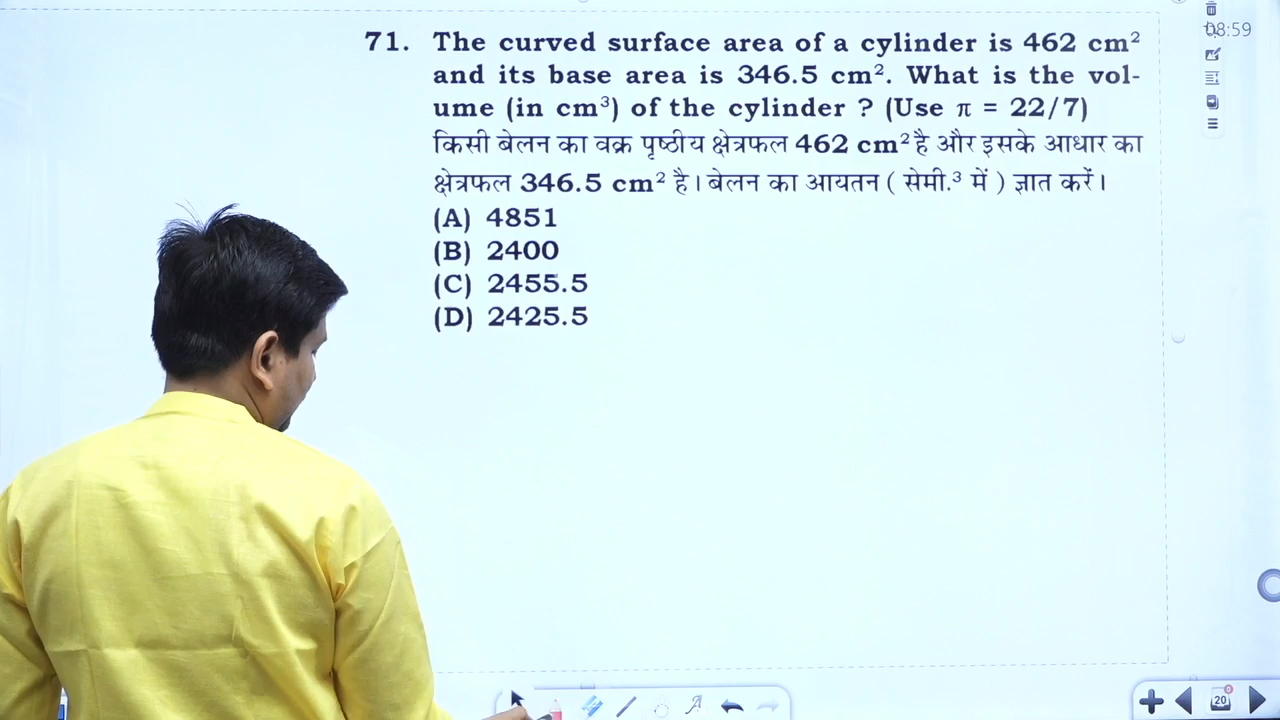 08:59
71. The curved surface area of a cylinder is 462 cm²
and its base area is 346.5 cm². What is the vol-
ume (in cm³) of the cylinder ? (Use π = 22/7)
किसी बेलन का वक्र पृष्ठीय क्षेत्रफल 462 cm² है और इसके आधार का
क्षेत्रफल 346.5 cm² है। बेलन का आयतन ( सेमी.³ में ) ज्ञात करें।
(A) 4851
(B) 2400
(C) 2455.5
(D) 2425.5
20